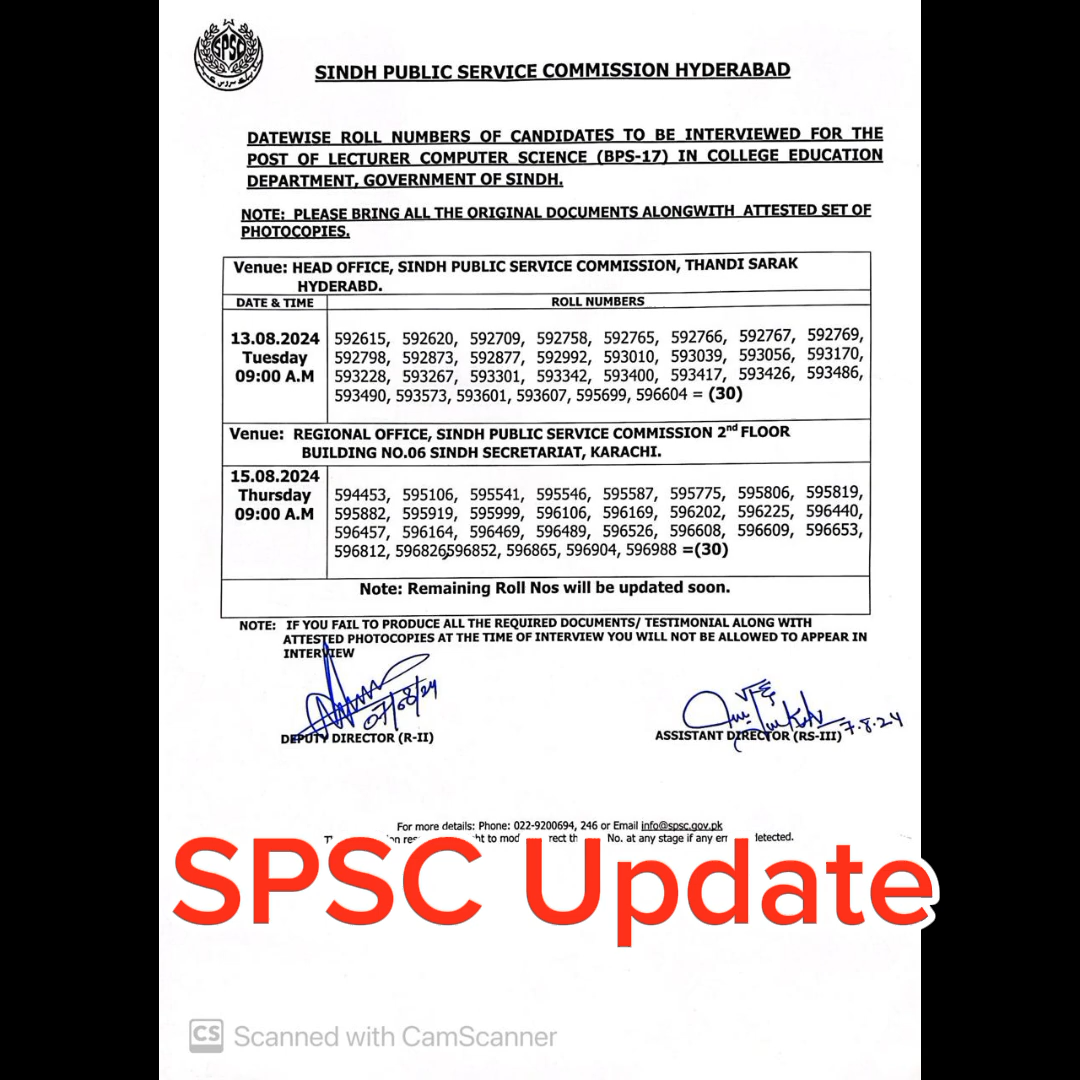 SPSC
SINDH PUBLIC SERVICE COMMISSION HYDERABAD
DATEWISE ROLL NUMBERS OF CANDIDATES TO BE INTERVIEWED FOR THE
POST OF LECTURER COMPUTER SCIENCE (BPS-17) IN COLLEGE EDUCATION
DEPARTMENT, GOVERNMENT OF SINDH.
NOTE: PLEASE BRING ALL THE ORIGINAL DOCUMENTS ALONGWITH ATTESTED SET OF
PHOTOCOPIES.
Venue: HEAD OFFICE, SINDH PUBLIC SERVICE COMMISSION, THANDI SARAK
HYDERABD.
DATE & TIME ROLL NUMBERS
13.08.2024 592615, 592620, 592709, 592758, 592765, 592766, 592767, 592769,
Tuesday 592798, 592873, 592877, 592992, 593010, 593039, 593056, 593170,
09:00 A.M 593228, 593267, 593301, 593342, 593400, 593417, 593426, 593486,
593490, 593573, 593601, 593607, 595699, 596604 = (30)
Venue: REGIONAL OFFICE, SINDH PUBLIC SERVICE COMMISSION 2nd FLOOR
BUILDING NO.06 SINDH SECRETARIAT, KARACHI.
15.08.2024
Thursday 594453, 595106, 595541, 595546, 595587, 595775, 595806, 595819,
09:00 A.M 595882, 595919, 595999, 596106, 596169, 596202, 596225, 596440,
596457, 596164, 596469, 596489, 596526, 596608, 596609, 596653,
596812, 596826,596852, 596865, 596904, 596988 =(30)
Note: Remaining Roll Nos will be updated soon.
NOTE: IF YOU FAIL TO PRODUCE ALL THE REQUIRED DOCUMENTS/ TESTIMONIAL ALONG WITH
ATTESTED PHOTOCOPIES AT THE TIME OF INTERVIEW YOU WILL NOT BE ALLOWED TO APPEAR IN
INTERVIEW
07/08/24
DEPUTY DIRECTOR (R-II)
7.8.24
ASSISTANT DIRECTOR (RS-III)
For more details: Phone: 022-9200694, 246 or Email info@spsc.gov.pk
No. at any stage if any
SPSC Update
CS Scanned with CamScanner